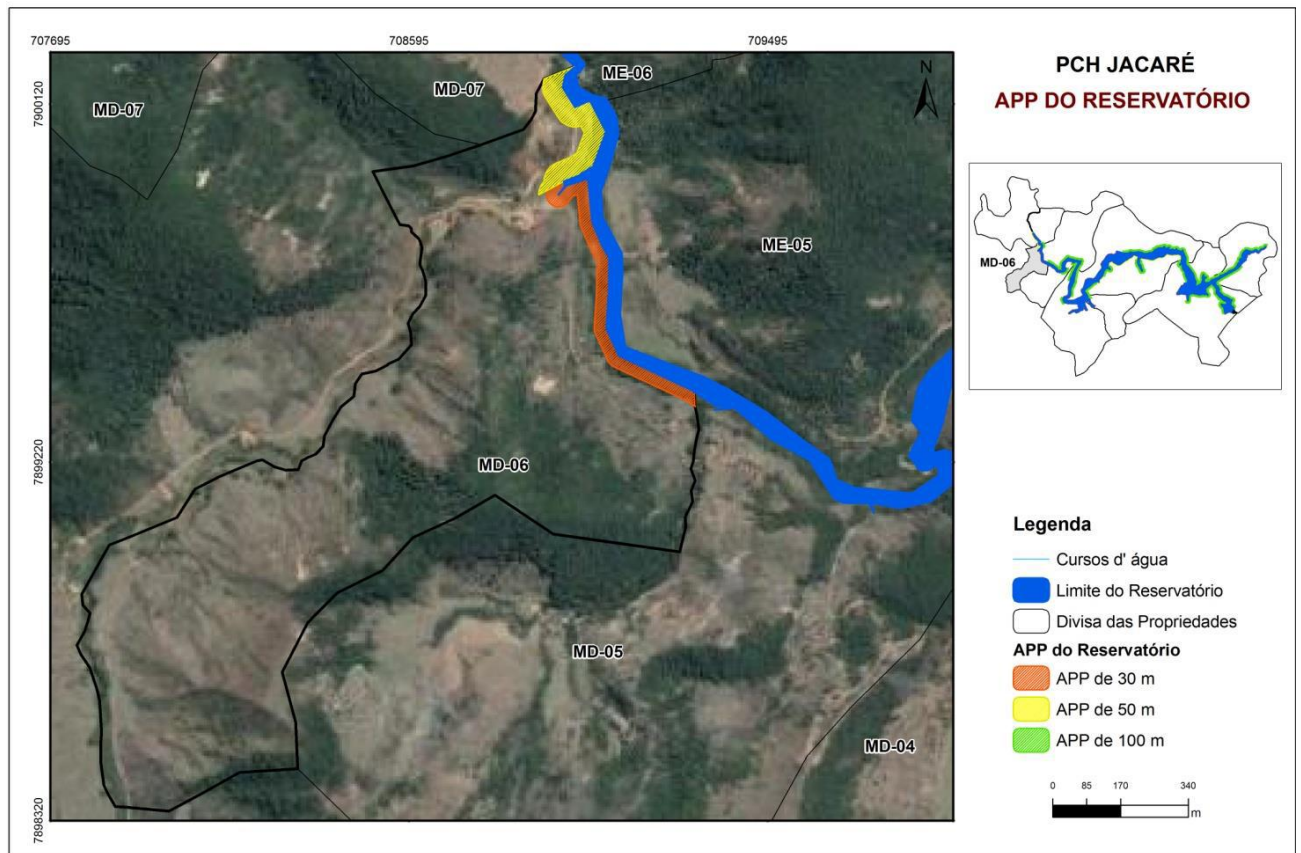 707695
708595
709495
7900120
7899220
7898320
MD-07
MD-07
ME-06
N
ME-05
MD-06
MD-05
MD-04
PCH JACARÉ
APP DO RESERVATÓRIO
MD-06
Legenda
Cursos d' água
Limite do Reservatório
Divisa das Propriedades
APP do Reservatório
APP de 30 m
APP de 50 m
APP de 100 m
0 85 170 340
m